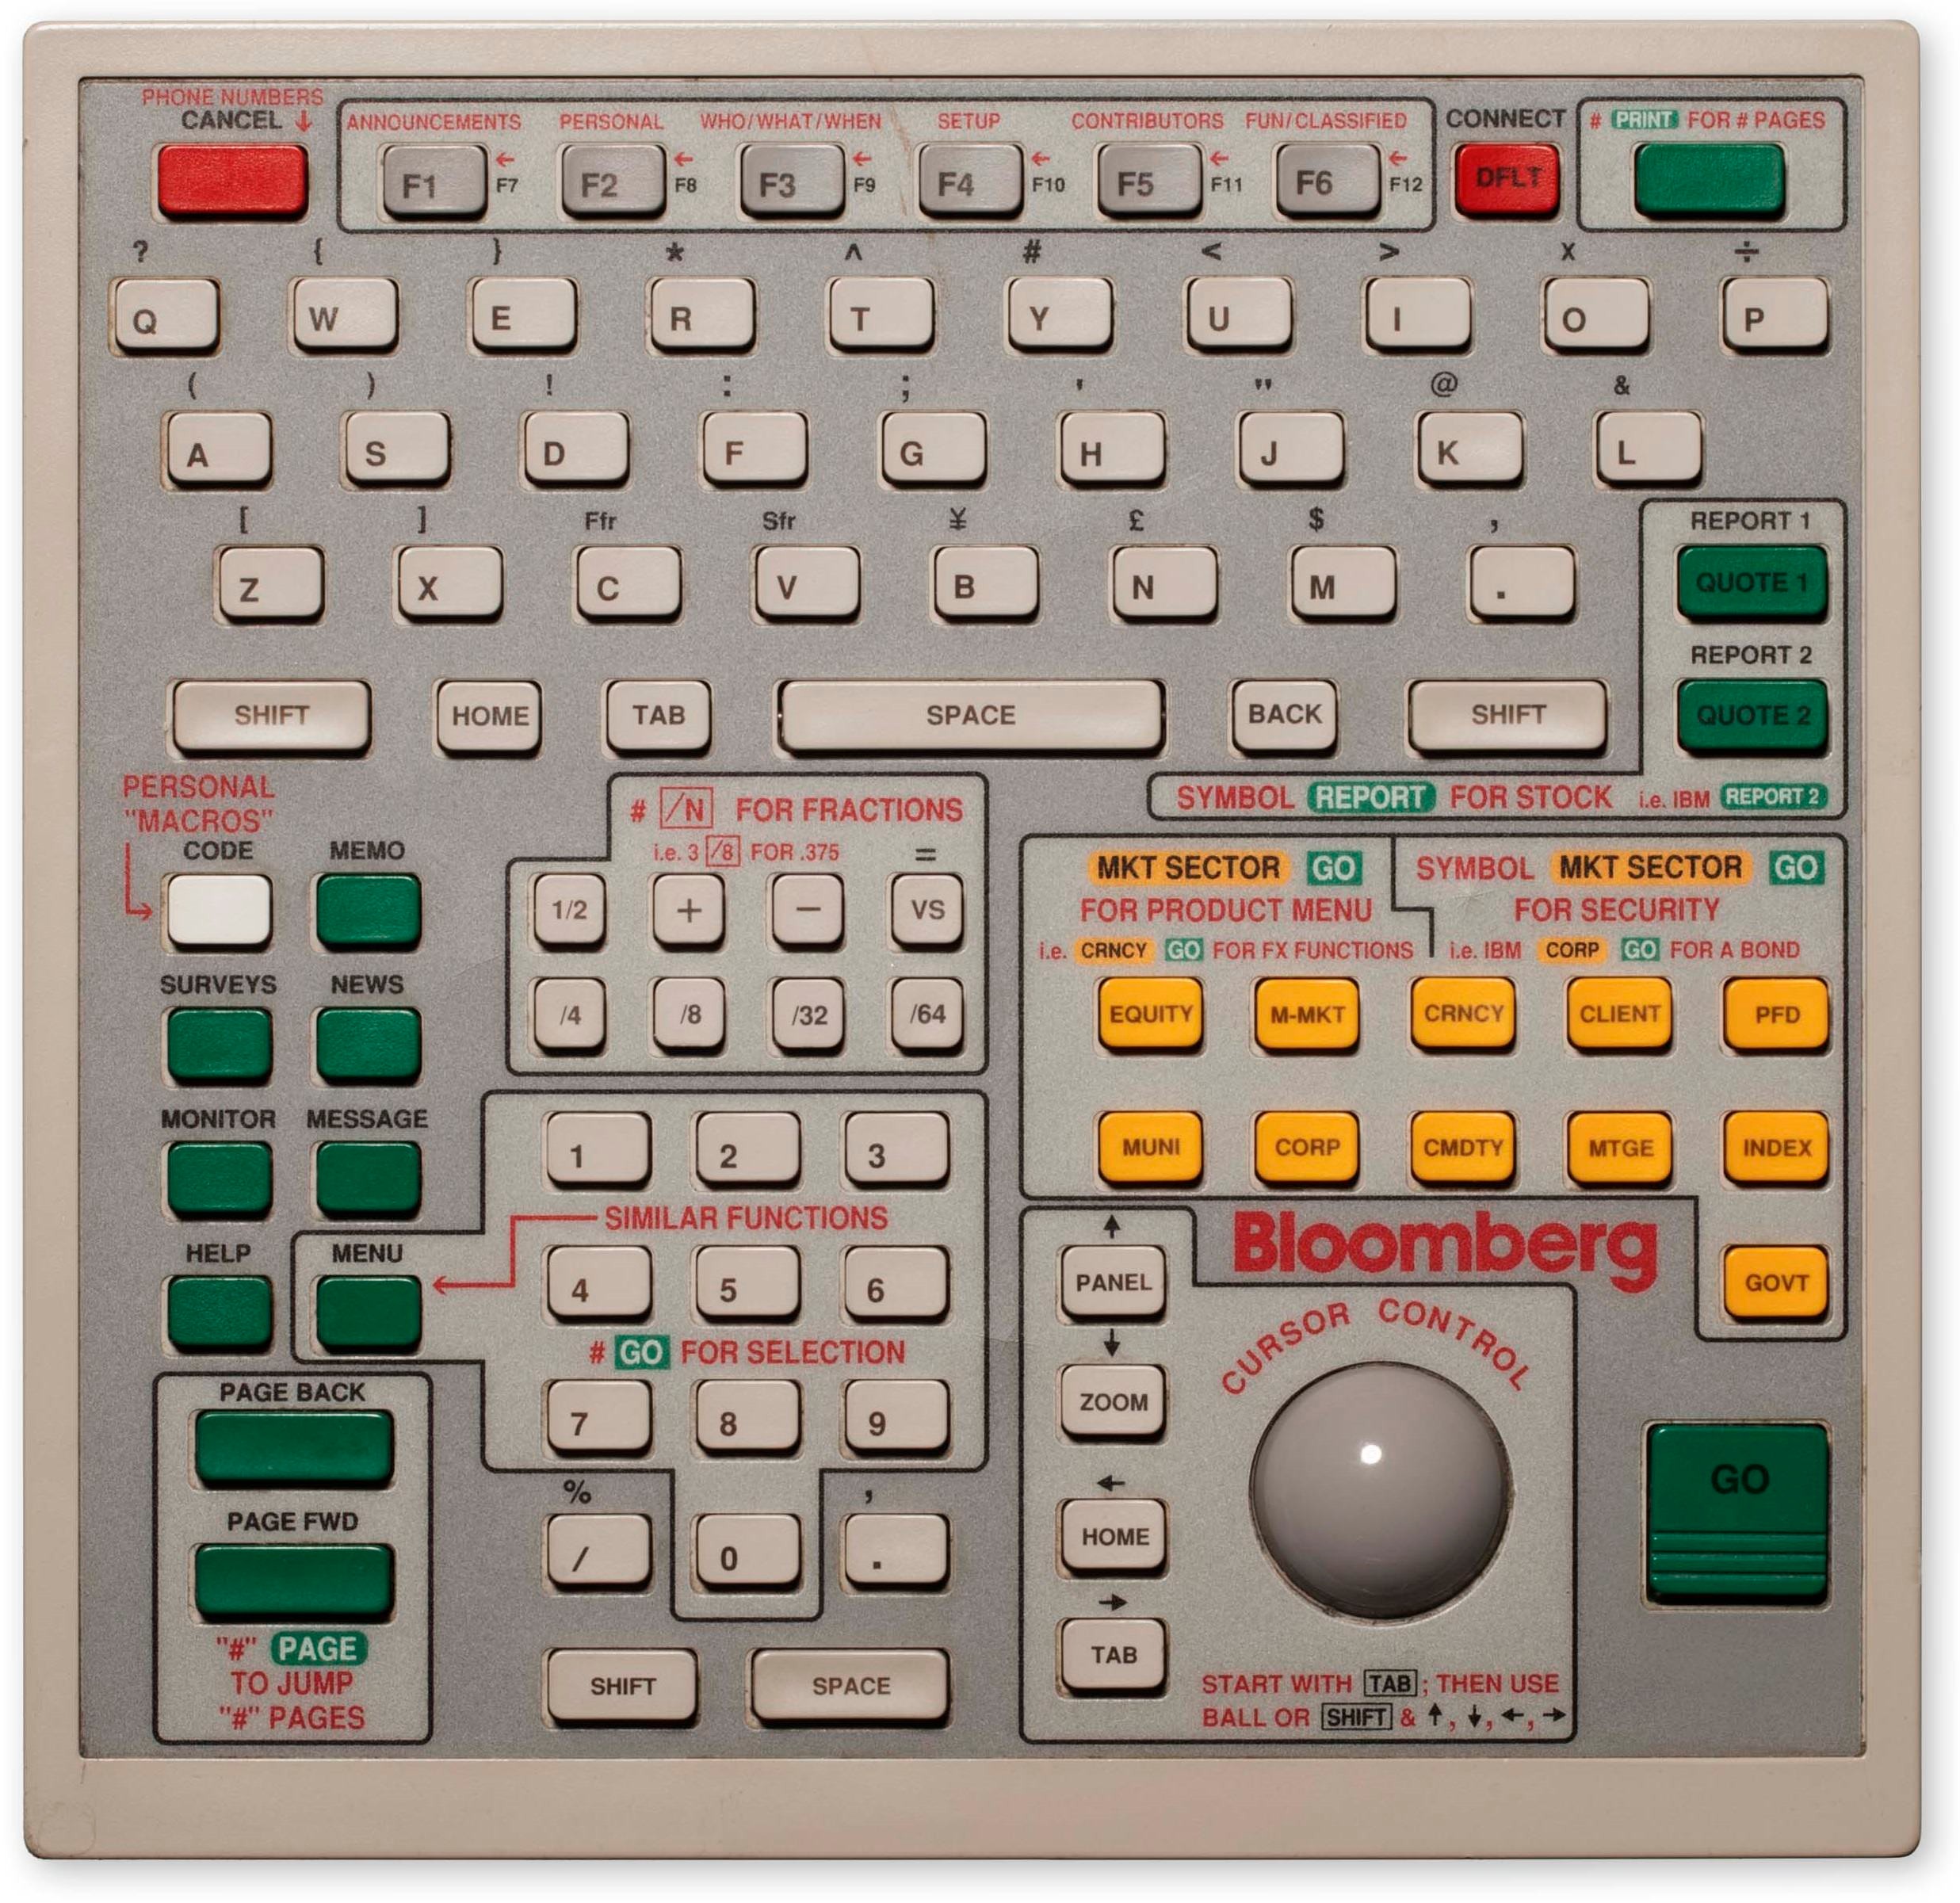 PHONE NUMBERS
CANCEL ↓
ANNOUNCEMENTS PERSONAL WHO/WHAT/WHEN SETUP CONTRIBUTORS FUN/CLASSIFIED
CONNECT
# PRINT FOR # PAGES
F1 ← F7 F2 ← F8 F3 ← F9 F4 ← F10 F5 ← F11 F6 ← F12
DFLT
? { } * ^ # < > x ÷
Q W E R T Y U I O P
( ) ! : ; ' " @ &
A S D F G H J K L
[ ] Ffr Sfr ¥ £ $ ,
Z X C V B N M .
REPORT 1
QUOTE 1
REPORT 2
QUOTE 2
SHIFT HOME TAB SPACE BACK SHIFT
SYMBOL REPORT FOR STOCK i.e. IBM REPORT 2
PERSONAL
"MACROS"
CODE MEMO
SURVEYS NEWS
MONITOR MESSAGE
HELP MENU
# /N FOR FRACTIONS
i.e. 3 /8 FOR .375 =
1/2 + − VS
/4 /8 /32 /64
1 2 3
SIMILAR FUNCTIONS
4 5 6
# GO FOR SELECTION
7 8 9
% ,
/ 0 .
SHIFT SPACE
PAGE BACK
PAGE FWD
"#" PAGE
TO JUMP
"#" PAGES
MKT SECTOR GO
FOR PRODUCT MENU
i.e. CRNCY GO FOR FX FUNCTIONS
SYMBOL MKT SECTOR GO
FOR SECURITY
i.e. IBM CORP GO FOR A BOND
EQUITY M-MKT CRNCY CLIENT PFD
MUNI CORP CMDTY MTGE INDEX
GOVT
Bloomberg
↑
PANEL
↓
ZOOM
←
HOME
→
TAB
CURSOR CONTROL
START WITH TAB ; THEN USE
BALL OR SHIFT & ↑, ↓, ←, →
GO